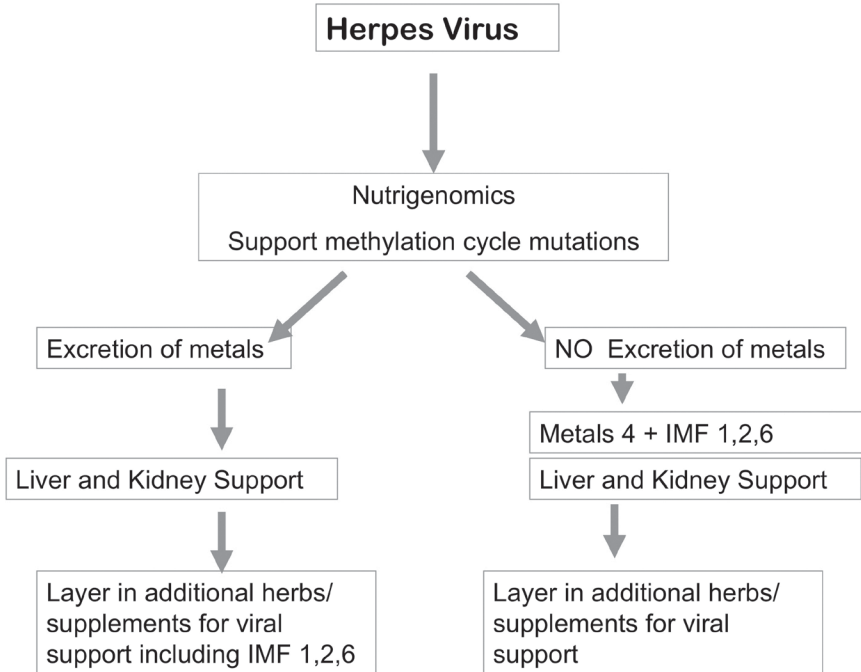 Herpes Virus
Nutrigenomics
Support methylation cycle mutations
Excretion of metals
NO Excretion of metals
Metals 4 + IMF 1,2,6
Liver and Kidney Support
Liver and Kidney Support
Layer in additional herbs/
supplements for viral
support including IMF 1,2,6
Layer in additional herbs/
supplements for viral
support